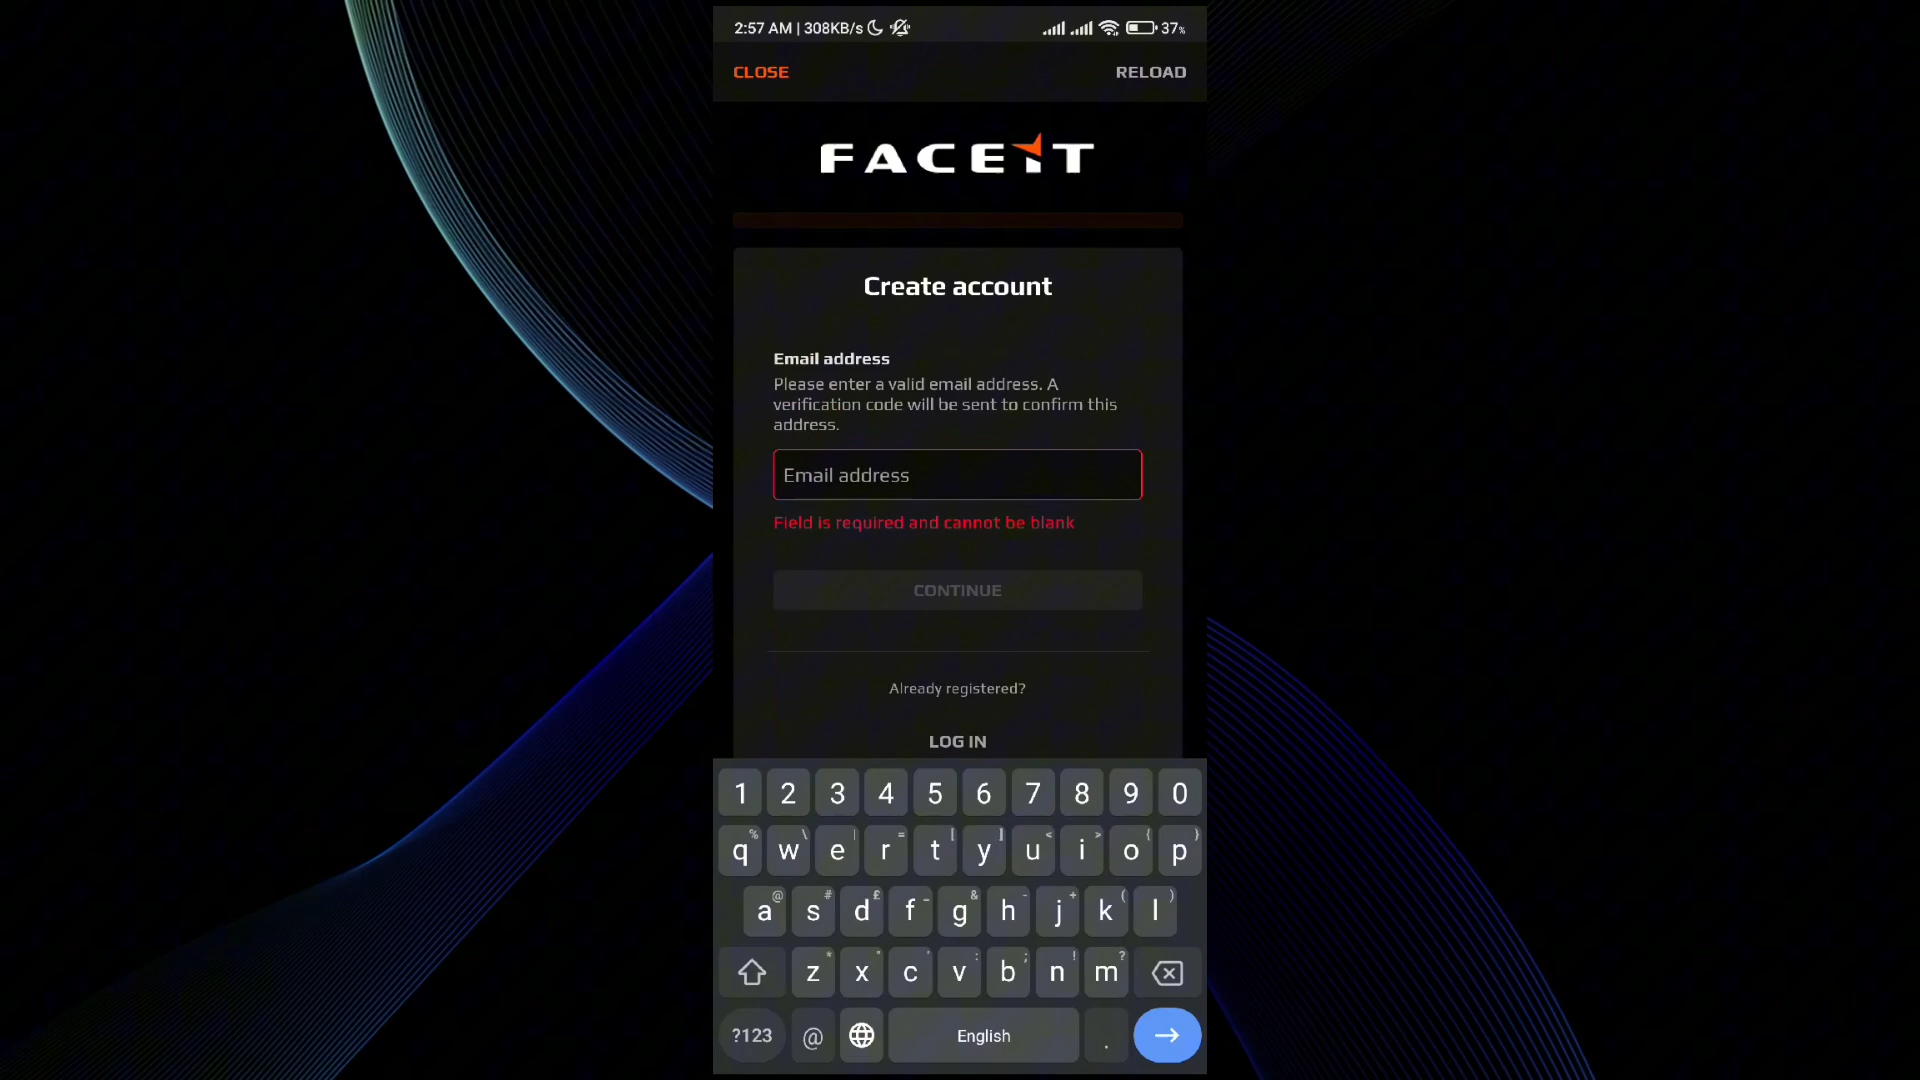 2:57 AM | 308KB/s 37%
CLOSE RELOAD
FACEIT
Create account
Email address
Please enter a valid email address. A
verification code will be sent to confirm this
address.
Email address
Field is required and cannot be blank
CONTINUE
Already registered?
LOG IN
1 2 3 4 5 6 7 8 9 0
% \ | = [ ] < > { }
q w e r t y u i o p
@ # £ _ & - + ( )
a s d f g h j k l
* " ' : ; ! ?
z x c v b n m
?123 @ English .